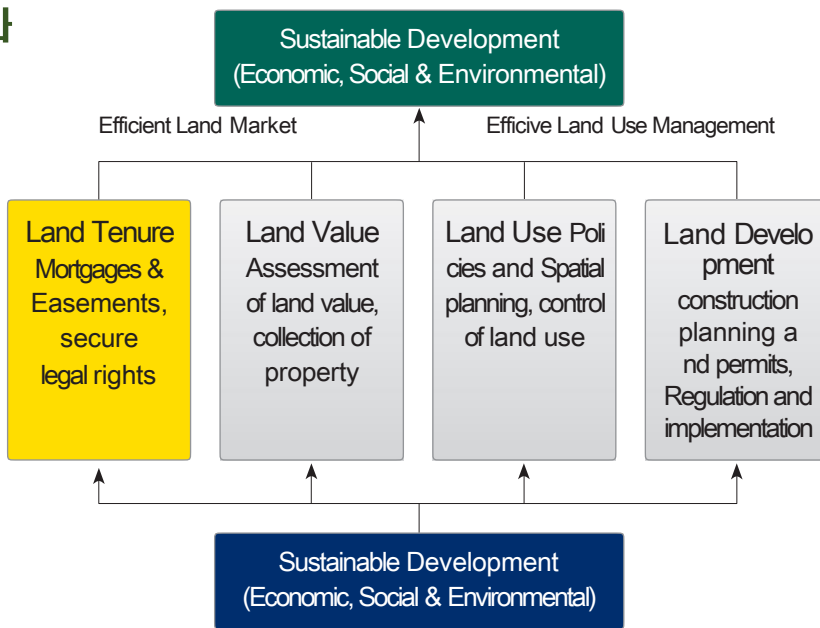 과
Sustainable Development
(Economic, Social & Environmental)
Efficient Land Market
Efficive Land Use Management
Land Tenure
Mortgages &
Easements,
secure
legal rights
Land Value
Assessment
of land value,
collection of
property
Land Use Poli
cies and Spatial
planning, control
of land use
Land Develo
pment
construction
planning a
nd permits,
Regulation and
implementation
Sustainable Development
(Economic, Social & Environmental)